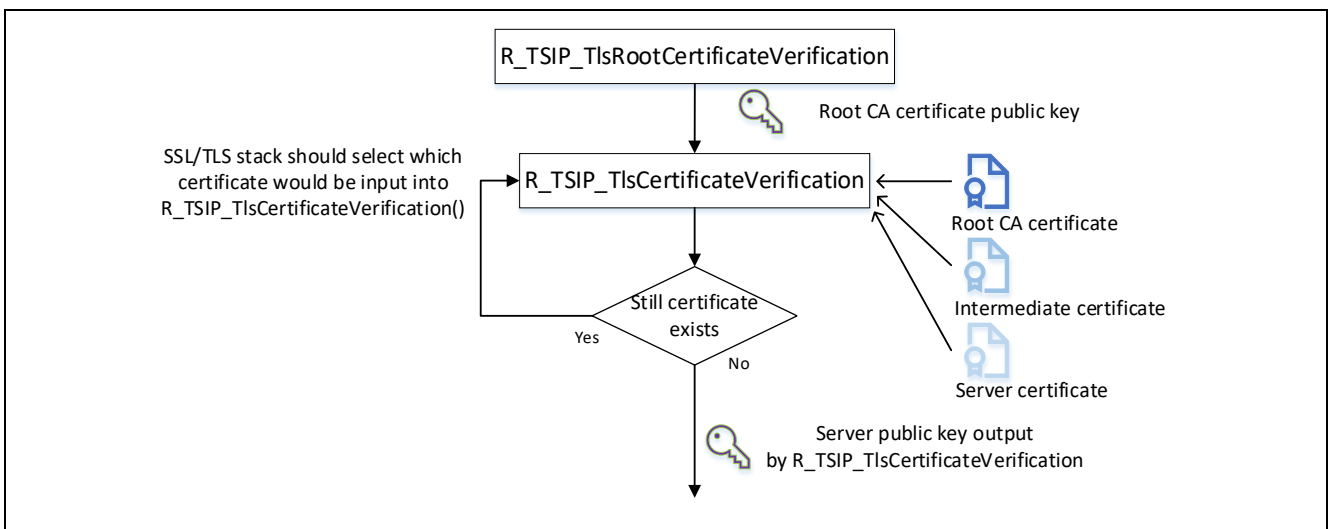 R_TSIP_TlsRootCertificateVerification
Root CA certificate public key
SSL/TLS stack should select which
certificate would be input into
R_TSIP_TlsCertificateVerification()
R_TSIP_TlsCertificateVerification
Root CA certificate
Intermediate certificate
Still certificate
exists
Yes
No
Server certificate
Server public key output
by R_TSIP_TlsCertificateVerification